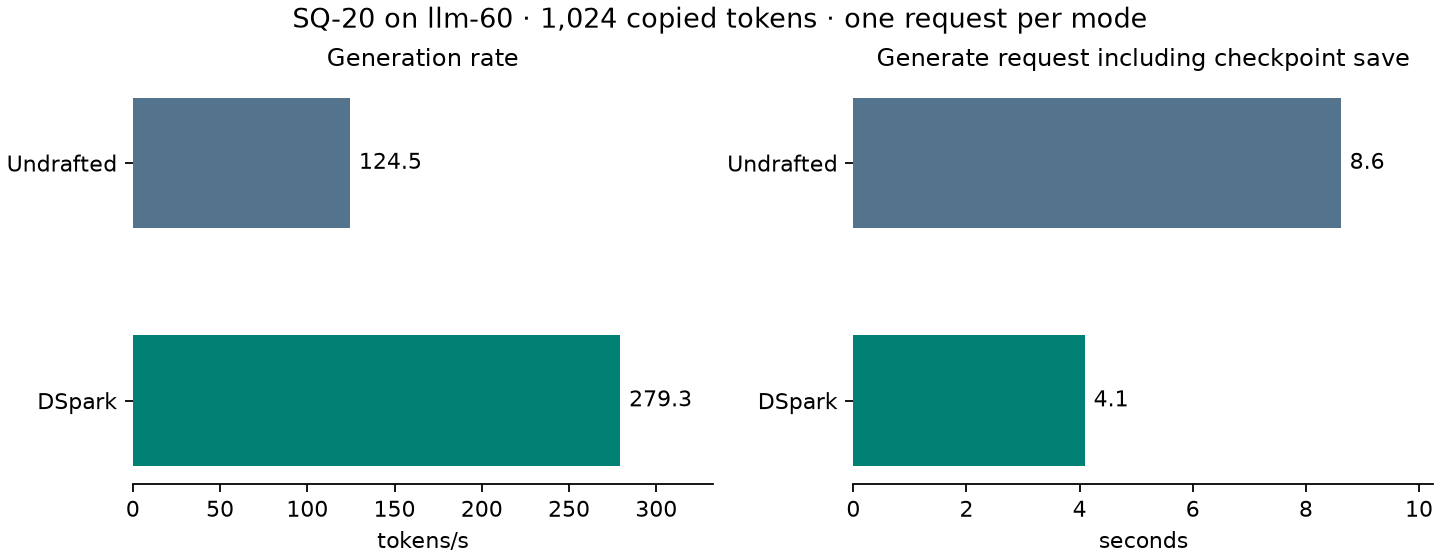 SQ-20 on llm-60 · 1,024 copied tokens · one request per mode
Generation rate
Undrafted
124.5
DSpark
279.3
0 50 100 150 200 250 300
tokens/s
Generate request including checkpoint save
Undrafted
8.6
DSpark
4.1
0 2 4 6 8 10
seconds